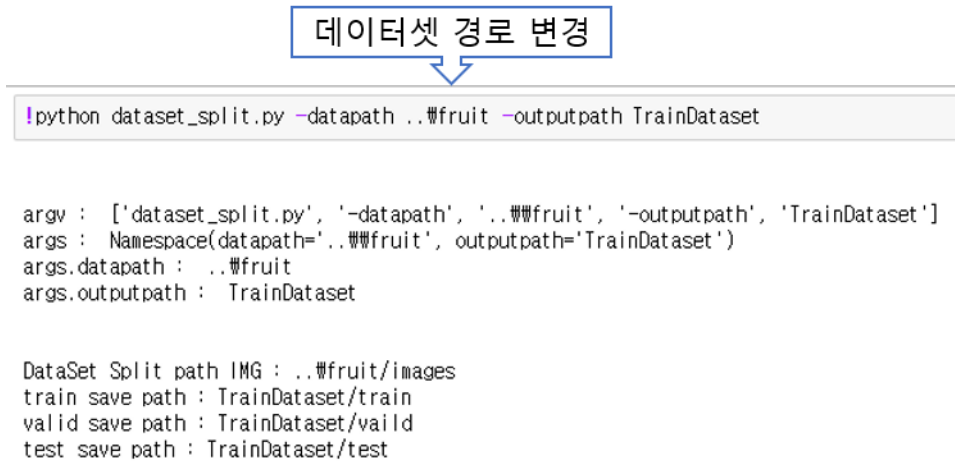 데이터셋 경로 변경
!python dataset_split.py -datapath ..₩fruit -outputpath TrainDataset
argv :  ['dataset_split.py', '-datapath', '..₩₩fruit', '-outputpath', 'TrainDataset']
args :  Namespace(datapath='..₩₩fruit', outputpath='TrainDataset')
args.datapath :  ..₩fruit
args.outputpath :  TrainDataset
DataSet Split path IMG : ..₩fruit/images
train save path : TrainDataset/train
valid save path : TrainDataset/vaild
test save path : TrainDataset/test